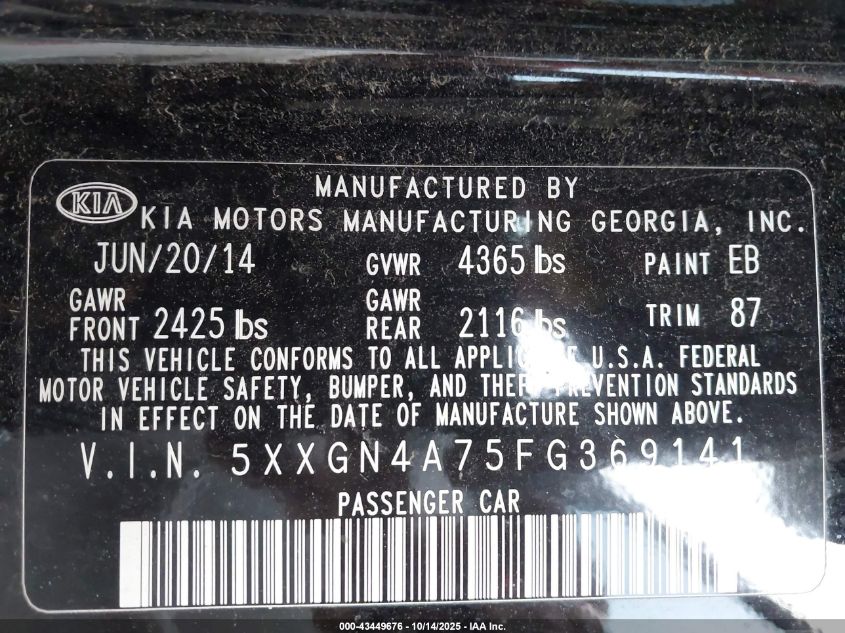 MANUFACTURED BY
KIA KIA MOTORS MANUFACTURING GEORGIA, INC.
JUN/20/14 GVWR 4365 lbs PAINT EB
GAWR FRONT 2425 lbs GAWR REAR 2116 lbs TRIM 87
THIS VEHICLE CONFORMS TO ALL APPLICABLE U.S.A. FEDERAL
MOTOR VEHICLE SAFETY, BUMPER, AND THEFT PREVENTION STANDARDS
IN EFFECT ON THE DATE OF MANUFACTURE SHOWN ABOVE.
V.I.N. 5XXGN4A75FG369141
PASSENGER CAR
000-43449676 - 10/14/2025 - IAA Inc.